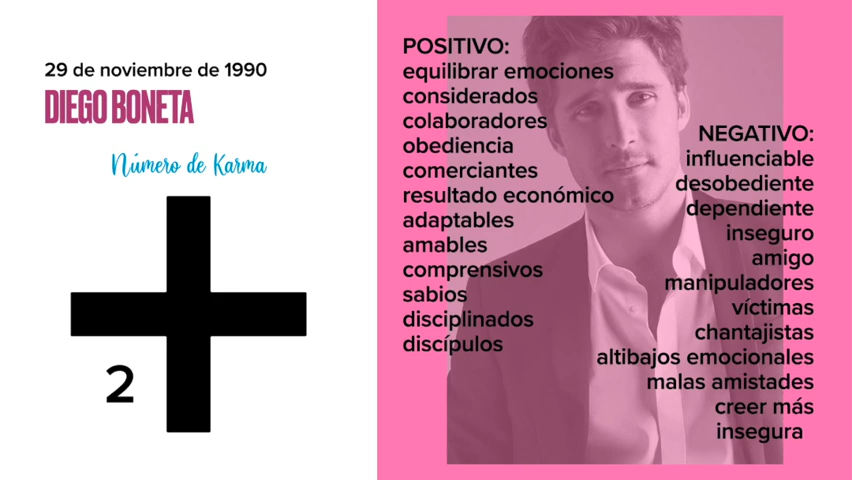 29 de noviembre de 1990
DIEGO BONETA
Número de Karma
2
POSITIVO:
equilibrar emociones
considerados
colaboradores
obediencia
comerciantes
resultado económico
adaptables
amables
comprensivos
sabios
disciplinados
discípulos
NEGATIVO:
influenciable
desobediente
dependiente
inseguro
amigo
manipuladores
víctimas
chantajistas
altibajos emocionales
malas amistades
creer más
insegura